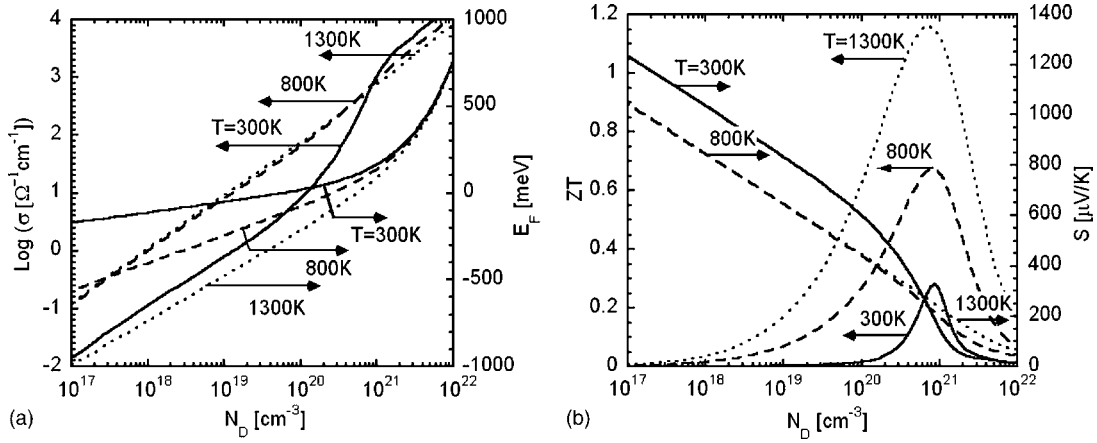 4
3
2
1
0
-1
-2
Log (σ [Ω⁻¹cm⁻¹])
1000
500
0
-500
-1000
E_F [meV]
1300K
800K
T=300K
T=300K
800K
1300K
10¹⁷ 10¹⁸ 10¹⁹ 10²⁰ 10²¹ 10²²
N_D [cm⁻³]
(a)
1.2
1
0.8
0.6
0.4
0.2
0
ZT
1400
1200
1000
800
600
400
200
0
S [µV/K]
T=1300K
T=300K
800K
800K
300K
1300K
10¹⁷ 10¹⁸ 10¹⁹ 10²⁰ 10²¹ 10²²
N_D [cm⁻³]
(b)